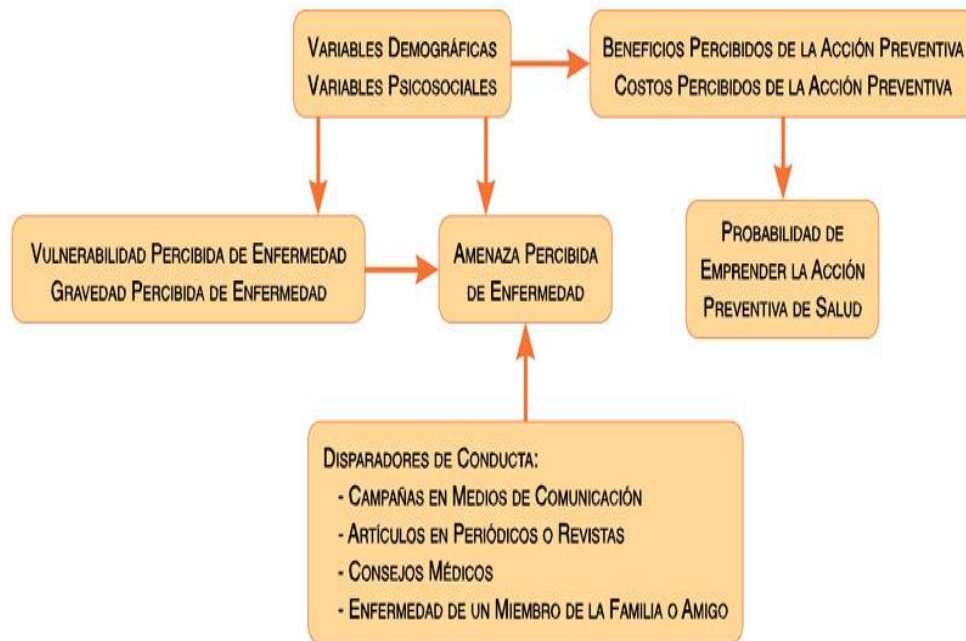 Variables Demográficas
Variables Psicosociales
Beneficios Percibidos de la Acción Preventiva
Costos Percibidos de la Acción Preventiva
Vulnerabilidad Percibida de Enfermedad
Gravedad Percibida de Enfermedad
Amenaza Percibida
de Enfermedad
Probabilidad de
Emprender la Acción
Preventiva de Salud
Disparadores de Conducta:
- Campañas en Medios de Comunicación
- Artículos en Periódicos o Revistas
- Consejos Médicos
- Enfermedad de un Miembro de la Familia o Amigo